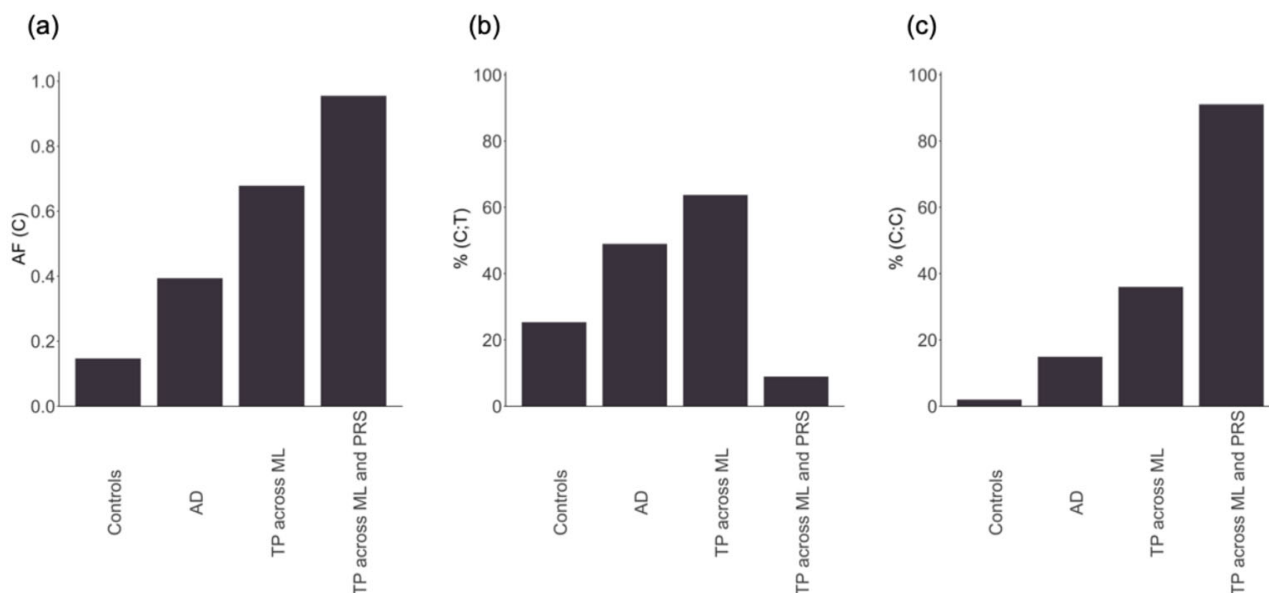 (a)
AF (C)
1.0
0.8
0.6
0.4
0.2
0.0
Controls
AD
TP across ML
TP across ML and PRS
(b)
% (C;T)
100
80
60
40
20
0
Controls
AD
TP across ML
TP across ML and PRS
(c)
% (C;C)
100
80
60
40
20
0
Controls
AD
TP across ML
TP across ML and PRS